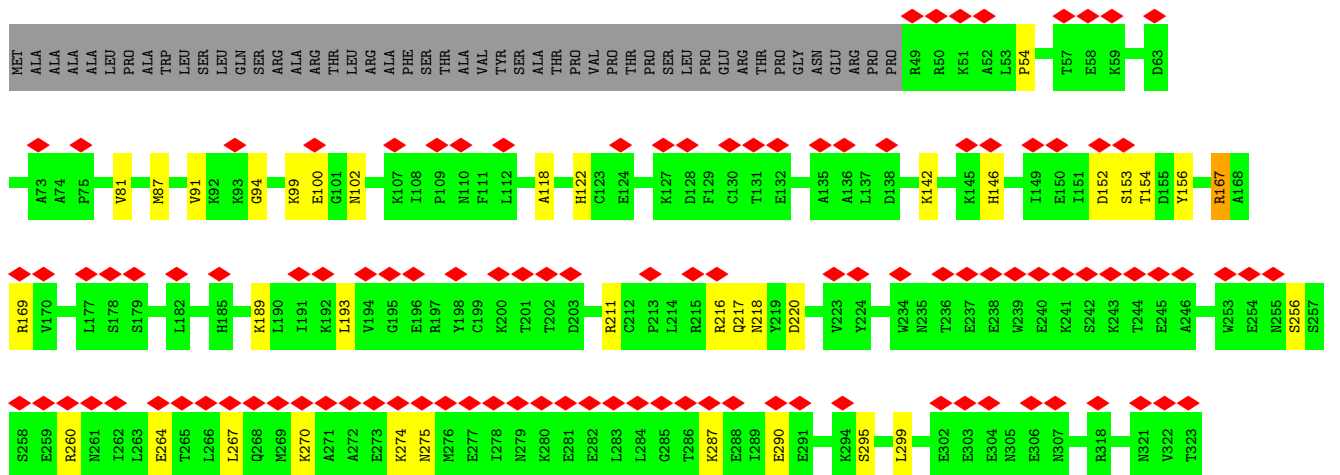 MET ALA ALA ALA ALA LEU PRO ALA TRP LEU SER LEU GLN SER ARG ALA ARG THR LEU ARG ALA PHE SER THR ALA VAL TYR SER ALA THR PRO VAL PRO THR PRO SER LEU PRO GLU ARG THR PRO GLY ASN GLU ARG PRO PRO R49 R50 K51 A52 L53 P54 T57 E58 K59 D63
A73 A74 P75 V81 M87 V91 K92 K93 G94 K99 E100 G101 N102 K107 I108 P109 N110 F111 L112 A118 H122 C123 E124 K127 D128 F129 C130 T131 E132 A135 A136 L137 D138 K142 K145 H146 I149 E150 I151 D152 S153 T154 D155 Y156 R167 A168
R169 V170 L177 S178 S179 L182 H185 K189 L190 I191 K192 L193 V194 G195 E196 R197 Y198 C199 K200 T201 T202 D203 R211 C212 P213 L214 R215 R216 Q217 N218 Y219 D220 V223 Y224 W234 N235 T236 E237 E238 W239 E240 K241 S242 K243 T244 E245 A246 W253 E254 N255 S256 S257
S258 E259 R260 N261 I262 L263 E264 T265 L266 L267 Q268 M269 K270 A271 A272 E273 K274 N275 M276 E277 I278 N279 K280 E281 E282 L283 L284 G285 T286 K287 E288 I289 E290 E291 K294 S295 L299 E302 E303 E304 N305 E306 N307 R318 N321 V322 T323